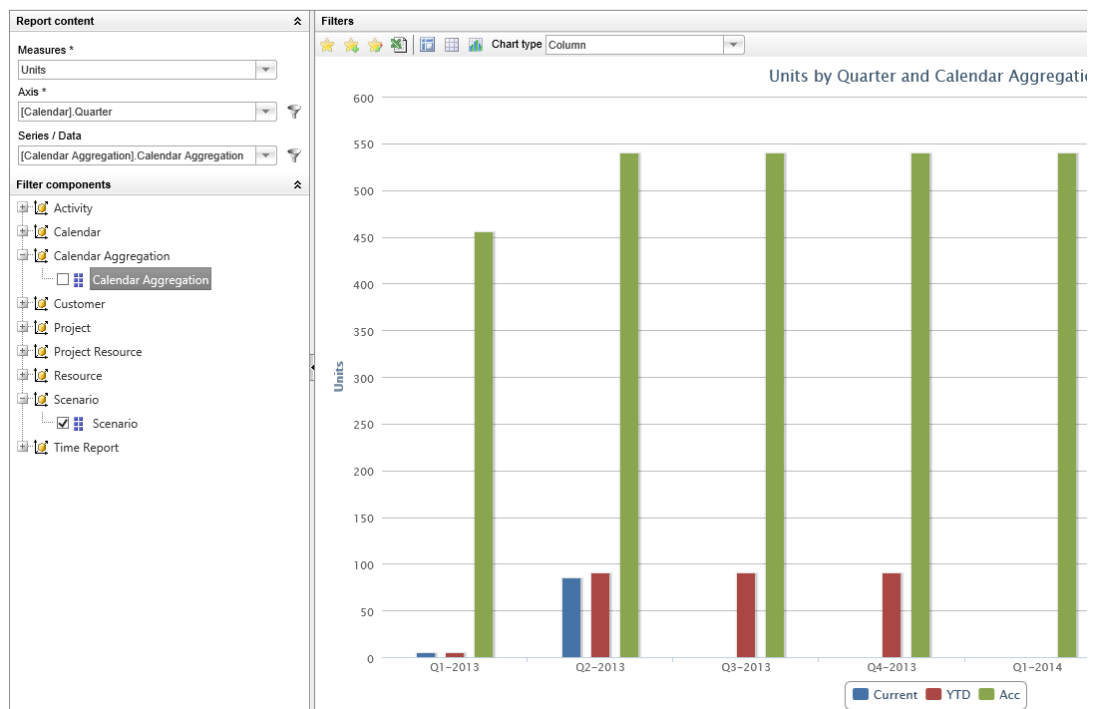 Report content
Measures *
Units
Axis *
[Calendar].Quarter
Series / Data
[Calendar Aggregation].Calendar Aggregation
Filter components
Activity
Calendar
Calendar Aggregation
Calendar Aggregation
Customer
Project
Project Resource
Resource
Scenario
Scenario
Time Report
Filters
Chart type Column
Units by Quarter and Calendar Aggregatio
600
550
500
450
400
350
300
250
200
150
100
50
0
Units
Q1-2013 Q2-2013 Q3-2013 Q4-2013 Q1-2014
Current YTD Acc